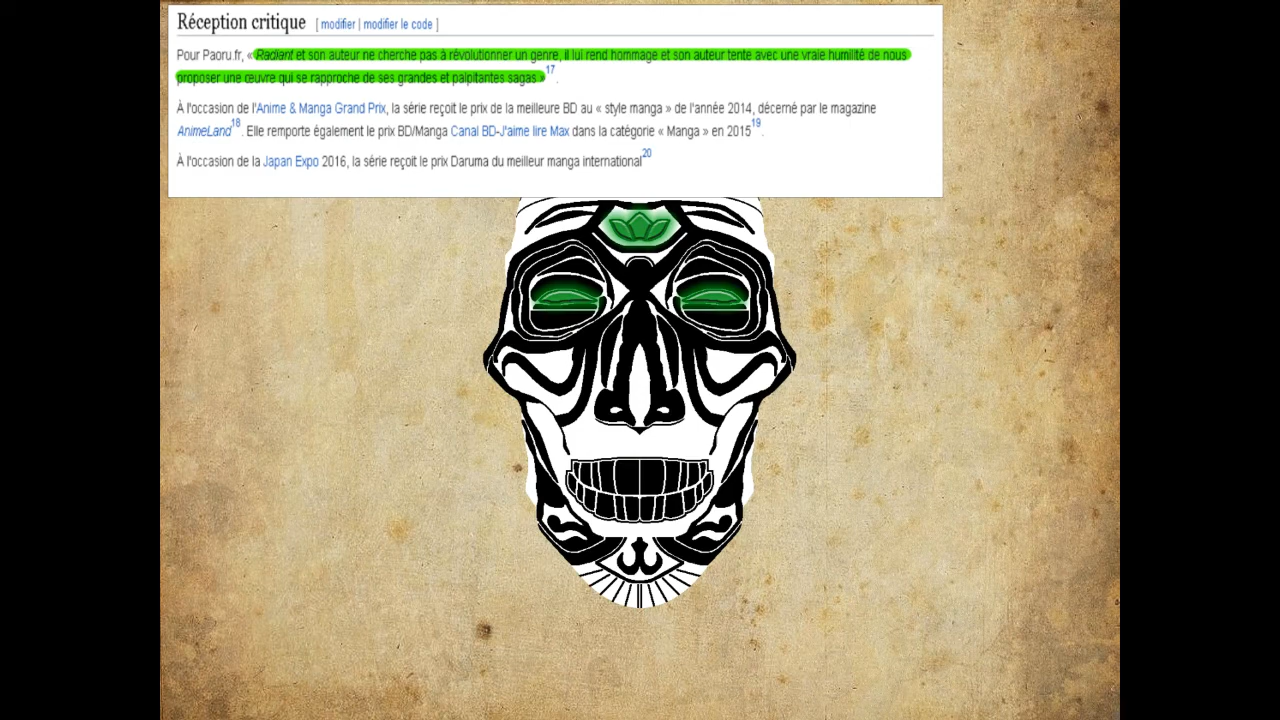 Réception critique [ modifier | modifier le code ]
Pour Paoru.fr, « Radiant et son auteur ne cherche pas à révolutionner un genre, il lui rend hommage et son auteur tente avec une vraie humilité de nous
proposer une œuvre qui se rapproche de ses grandes et palpitantes sagas »17.
À l'occasion de l'Anime & Manga Grand Prix, la série reçoit le prix de la meilleure BD au « style manga » de l'année 2014, décerné par le magazine
AnimeLand18. Elle remporte également le prix BD/Manga Canal BD-J'aime lire Max dans la catégorie « Manga » en 201519.
À l'occasion de la Japan Expo 2016, la série reçoit le prix Daruma du meilleur manga international20